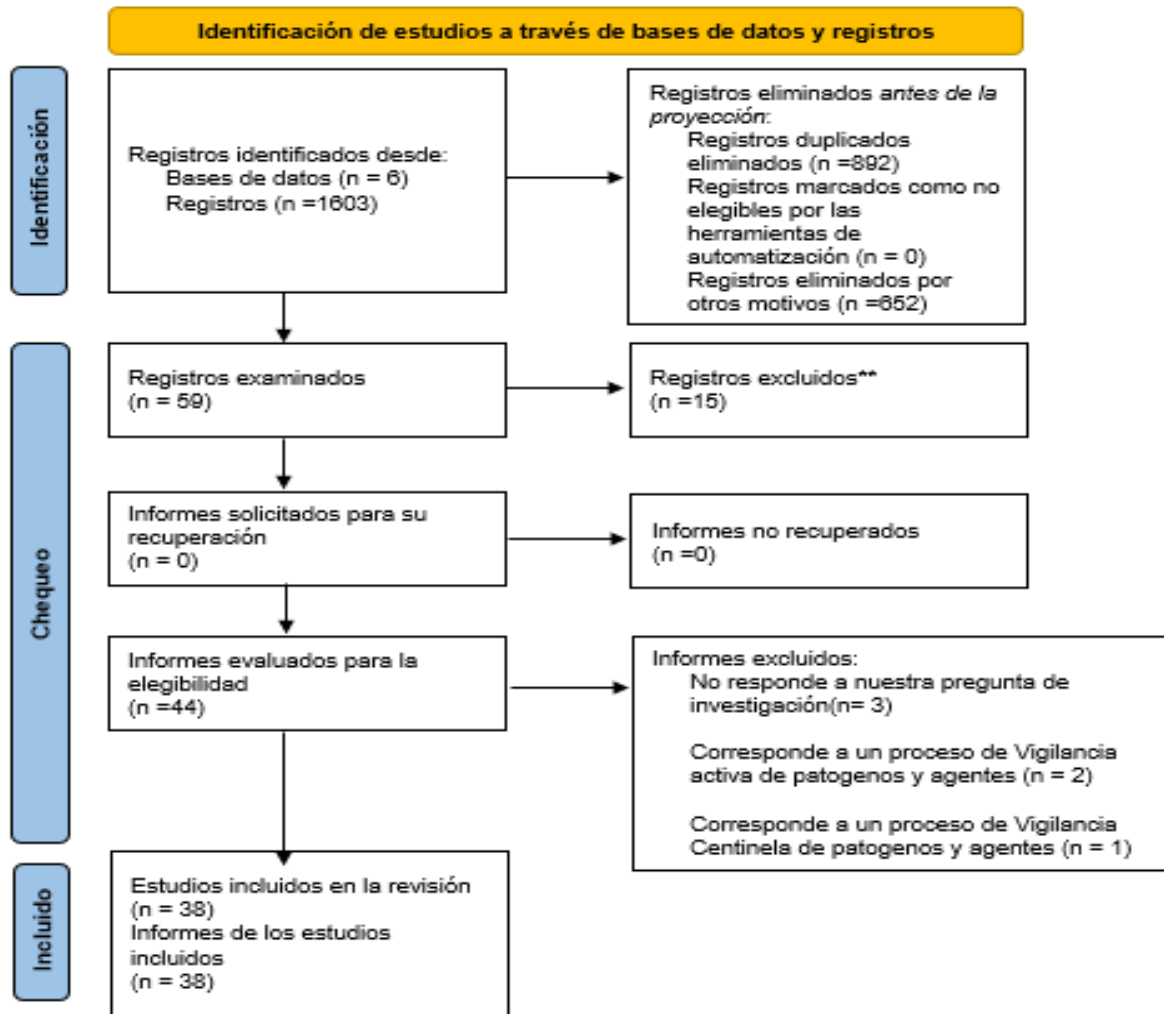 Identificación de estudios a través de bases de datos y registros
Identificación
Registros identificados desde:
Bases de datos (n = 6)
Registros (n =1603)
Registros eliminados antes de la
proyección:
Registros duplicados
eliminados (n =892)
Registros marcados como no
elegibles por las
herramientas de
automatización (n = 0)
Registros eliminados por
otros motivos (n =652)
Chequeo
Registros examinados
(n = 59)
Registros excluidos**
(n =15)
Informes solicitados para su
recuperación
(n = 0)
Informes no recuperados
(n =0)
Informes evaluados para la
elegibilidad
(n =44)
Informes excluidos:
No responde a nuestra pregunta de
investigación(n= 3)
Corresponde a un proceso de Vigilancia
activa de patogenos y agentes (n = 2)
Corresponde a un proceso de Vigilancia
Centinela de patogenos y agentes (n = 1)
Incluido
Estudios incluidos en la revisión
(n = 38)
Informes de los estudios
incluidos
(n = 38)